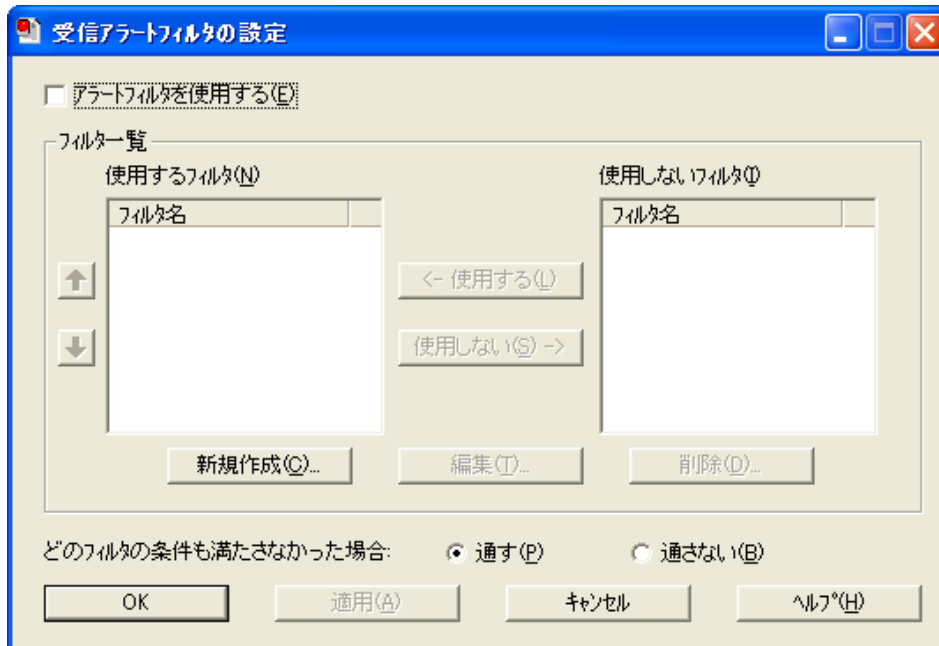 受信アラートフィルタの設定
アラートフィルタを使用する(E)
フィルター覧
使用するフィルタ(N)
使用しないフィルタ(I)
フィルタ名
フィルタ名
<- 使用する(L)
使用しない(S) ->
新規作成(C)...
編集(T)...
削除(D)...
どのフィルタの条件も満たさなかった場合:
通す(P)
通さない(B)
OK
適用(A)
キャンセル
ヘルプ(H)